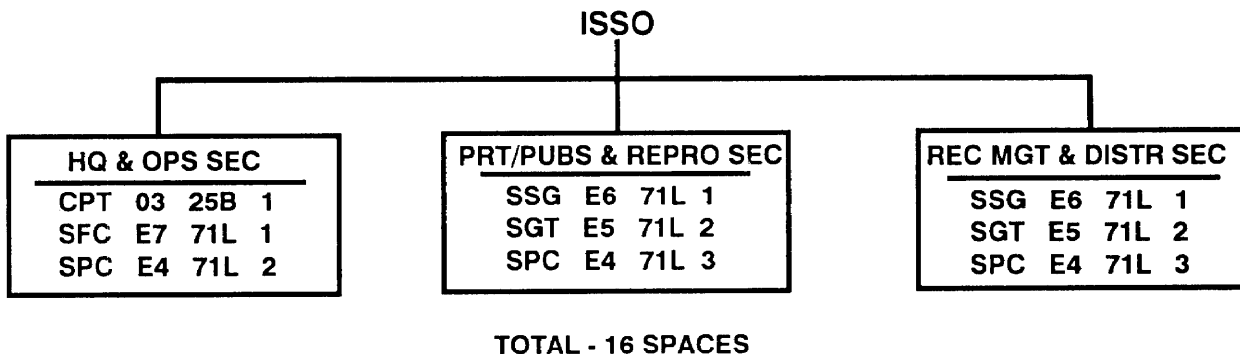 ISSO
HQ & OPS SEC
CPT 03 25B 1
SFC E7 71L 1
SPC E4 71L 2
PRT/PUBS & REPRO SEC
SSG E6 71L 1
SGT E5 71L 2
SPC E4 71L 3
REC MGT & DISTR SEC
SSG E6 71L 1
SGT E5 71L 2
SPC E4 71L 3
TOTAL - 16 SPACES